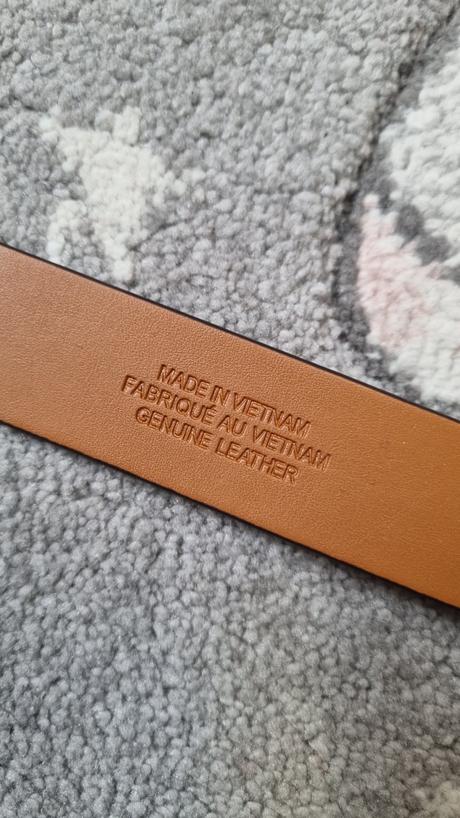 MADE IN VIETNAM
FABRIQUÉ AU VIETNAM
GENUINE LEATHER